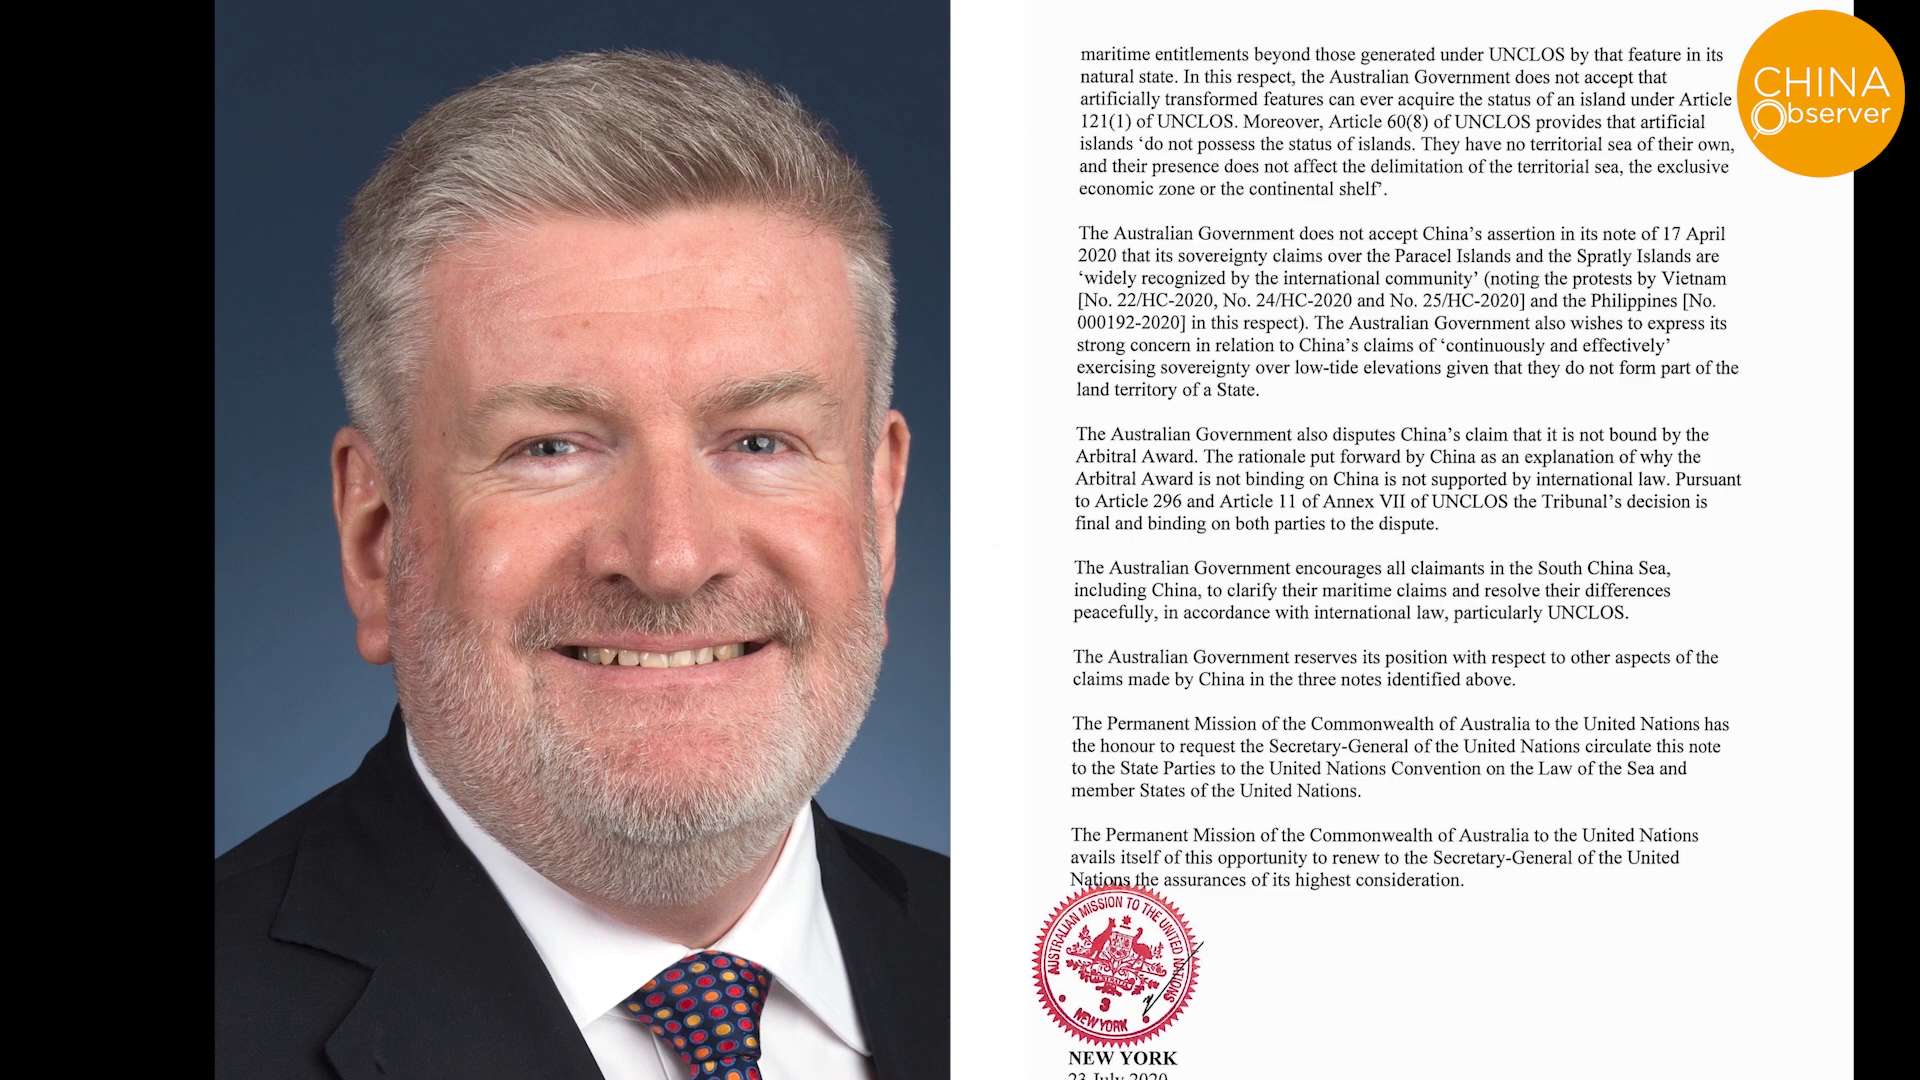 maritime entitlements beyond those generated under UNCLOS by that feature in its
natural state. In this respect, the Australian Government does not accept that
artificially transformed features can ever acquire the status of an island under Article
121(1) of UNCLOS. Moreover, Article 60(8) of UNCLOS provides that artificial
islands ‘do not possess the status of islands. They have no territorial sea of their own,
and their presence does not affect the delimitation of the territorial sea, the exclusive
economic zone or the continental shelf’.
The Australian Government does not accept China’s assertion in its note of 17 April
2020 that its sovereignty claims over the Paracel Islands and the Spratly Islands are
‘widely recognized by the international community’ (noting the protests by Vietnam
[No. 22/HC-2020, No. 24/HC-2020 and No. 25/HC-2020] and the Philippines [No.
000192-2020] in this respect). The Australian Government also wishes to express its
strong concern in relation to China’s claims of ‘continuously and effectively’
exercising sovereignty over low-tide elevations given that they do not form part of the
land territory of a State.
The Australian Government also disputes China’s claim that it is not bound by the
Arbitral Award. The rationale put forward by China as an explanation of why the
Arbitral Award is not binding on China is not supported by international law. Pursuant
to Article 296 and Article 11 of Annex VII of UNCLOS the Tribunal’s decision is
final and binding on both parties to the dispute.
The Australian Government encourages all claimants in the South China Sea,
including China, to clarify their maritime claims and resolve their differences
peacefully, in accordance with international law, particularly UNCLOS.
The Australian Government reserves its position with respect to other aspects of the
claims made by China in the three notes identified above.
The Permanent Mission of the Commonwealth of Australia to the United Nations has
the honour to request the Secretary-General of the United Nations circulate this note
to the State Parties to the United Nations Convention on the Law of the Sea and
member States of the United Nations.
The Permanent Mission of the Commonwealth of Australia to the United Nations
avails itself of this opportunity to renew to the Secretary-General of the United
Nations the assurances of its highest consideration.
AUSTRALIAN MISSION TO THE UNITED NATIONS
3
NEW YORK
NEW YORK
23 July 2020
CHINA
Observer